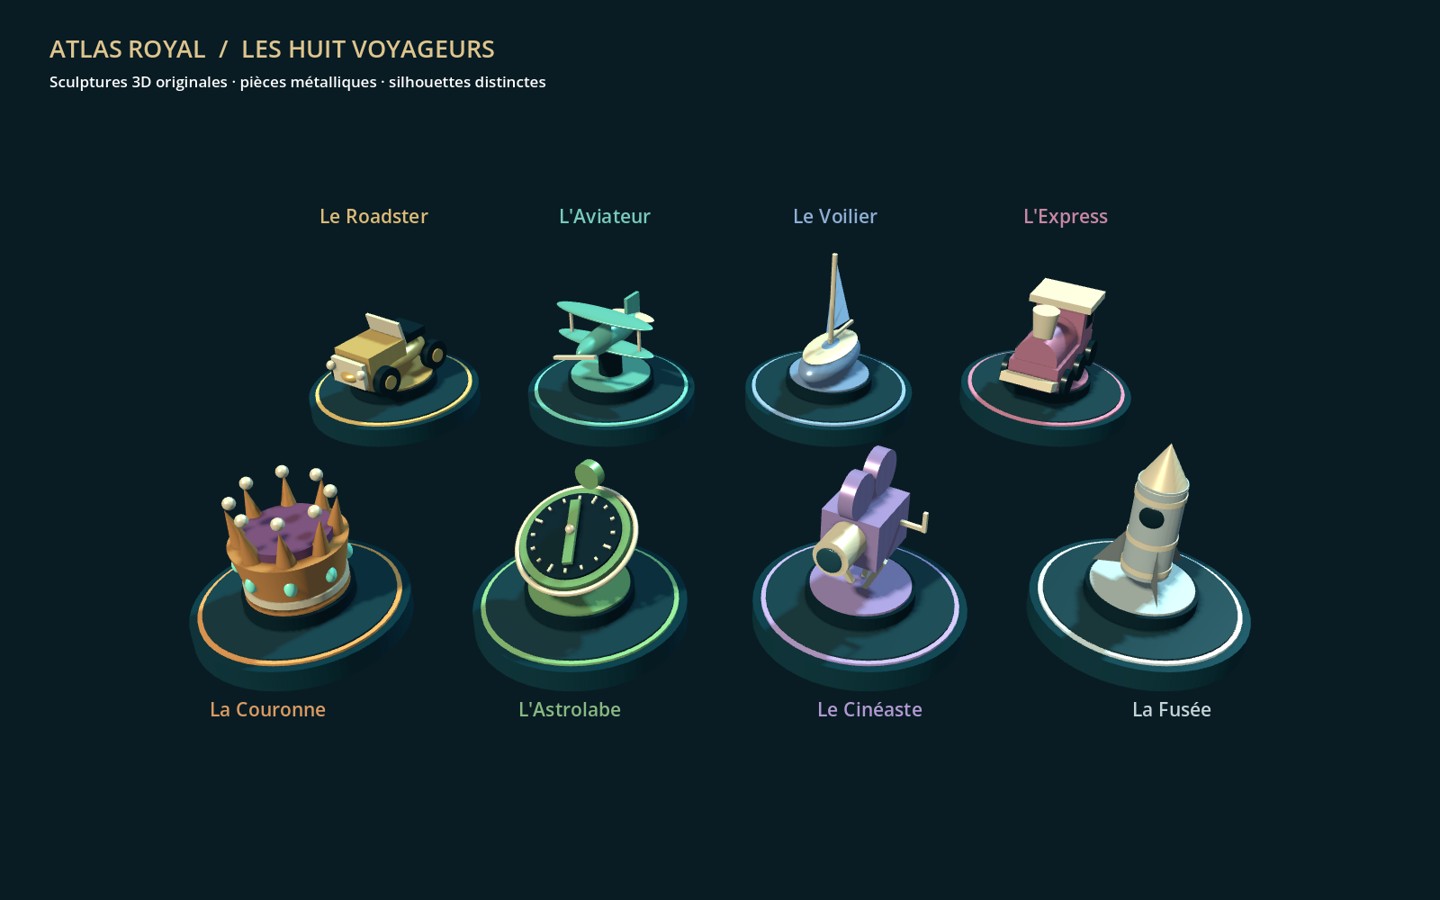 ATLAS ROYAL / LES HUIT VOYAGEURS
Sculptures 3D originales · pièces métalliques · silhouettes distinctes
Le Roadster
L'Aviateur
Le Voilier
L'Express
La Couronne
L'Astrolabe
Le Cinéaste
La Fusée